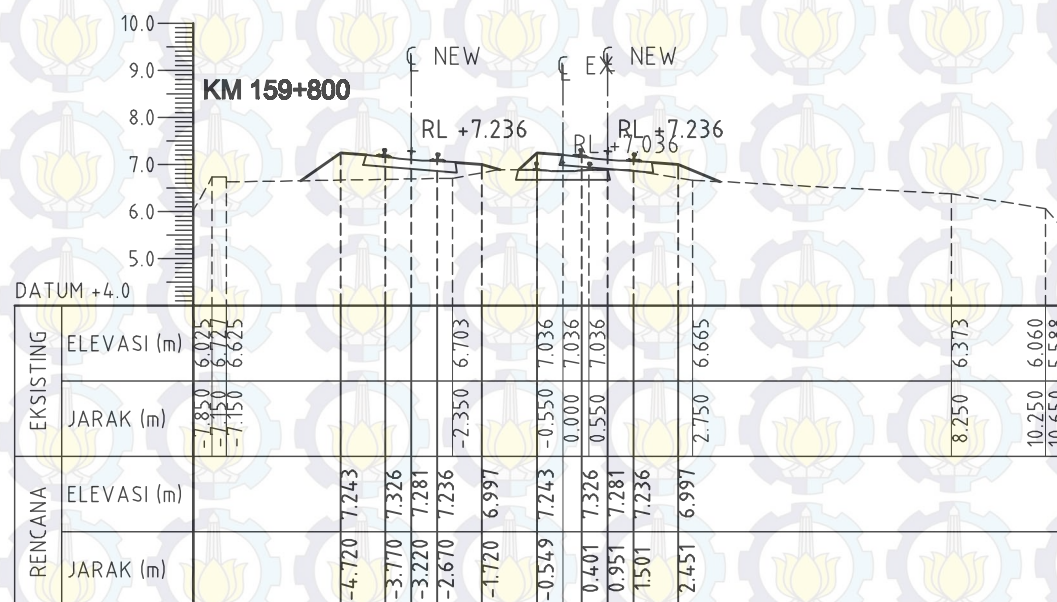 10.0
9.0
8.0
7.0
6.0
5.0
KM 159+800
℄ NEW
℄ EX
℄ NEW
RL +7.236
RL +7.036
RL +7.236
DATUM +4.0
EKSISTING
ELEVASI (m) 6.025 6.727 6.625 6.703 7.036 7.036 7.036 6.665 6.373 6.060 5.588
JARAK (m) -7.850 -7.150 -7.150 -2.350 -0.550 0.000 0.550 2.750 8.250 10.250 10.650
RENCANA
ELEVASI (m) 7.243 7.326 7.281 7.236 6.997 7.243 7.326 7.281 7.236 6.997
JARAK (m) -4.720 -3.770 -3.220 -2.670 -1.720 -0.549 0.401 0.951 1.501 2.451